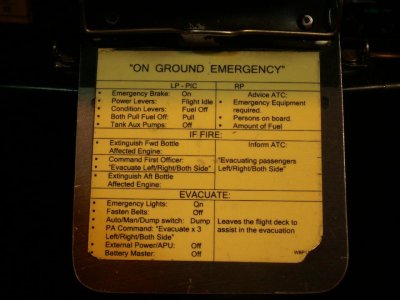 "ON GROUND EMERGENCY"
LP - PIC RP
• Emergency Brake: On
• Power Levers: Flight Idle
• Condition Levers: Fuel Off
• Both Pull Fuel Off: Pull
• Tank Aux Pumps: Off
Advice ATC:
• Emergency Equipment
required.
• Persons on board.
• Amount of Fuel
IF FIRE:
• Extinguish Fwd Bottle
Affected Engine:
• Command First Officer:
• "Evacuate Left/Right/Both Side"
• Extinguish Aft Bottle
Affected Engine:
Inform ATC:
"Evacuating passengers
Left/Right/Both Side"
EVACUATE:
• Emergency Lights: On
• Fasten Belts: Off
• Auto/Man/Dump switch: Dump
• PA Command: "Evacuate x 3
Left/Right/Both Side"
• External Power/APU: Off
• Battery Master: Off
Leaves the flight deck to
assist in the evacuation